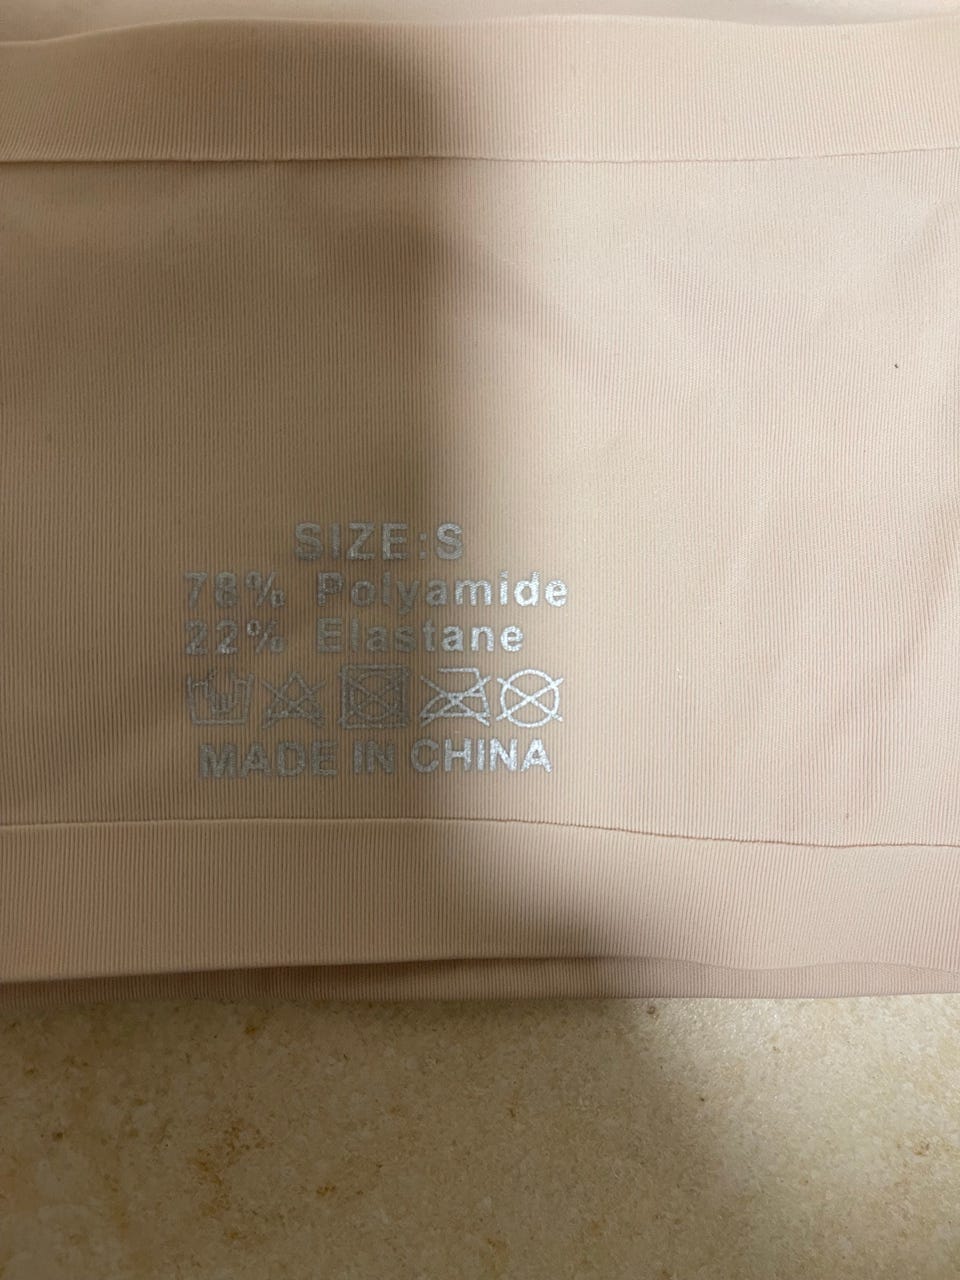 SIZE:S
78% Polyamide
22% Elastane
MADE IN CHINA